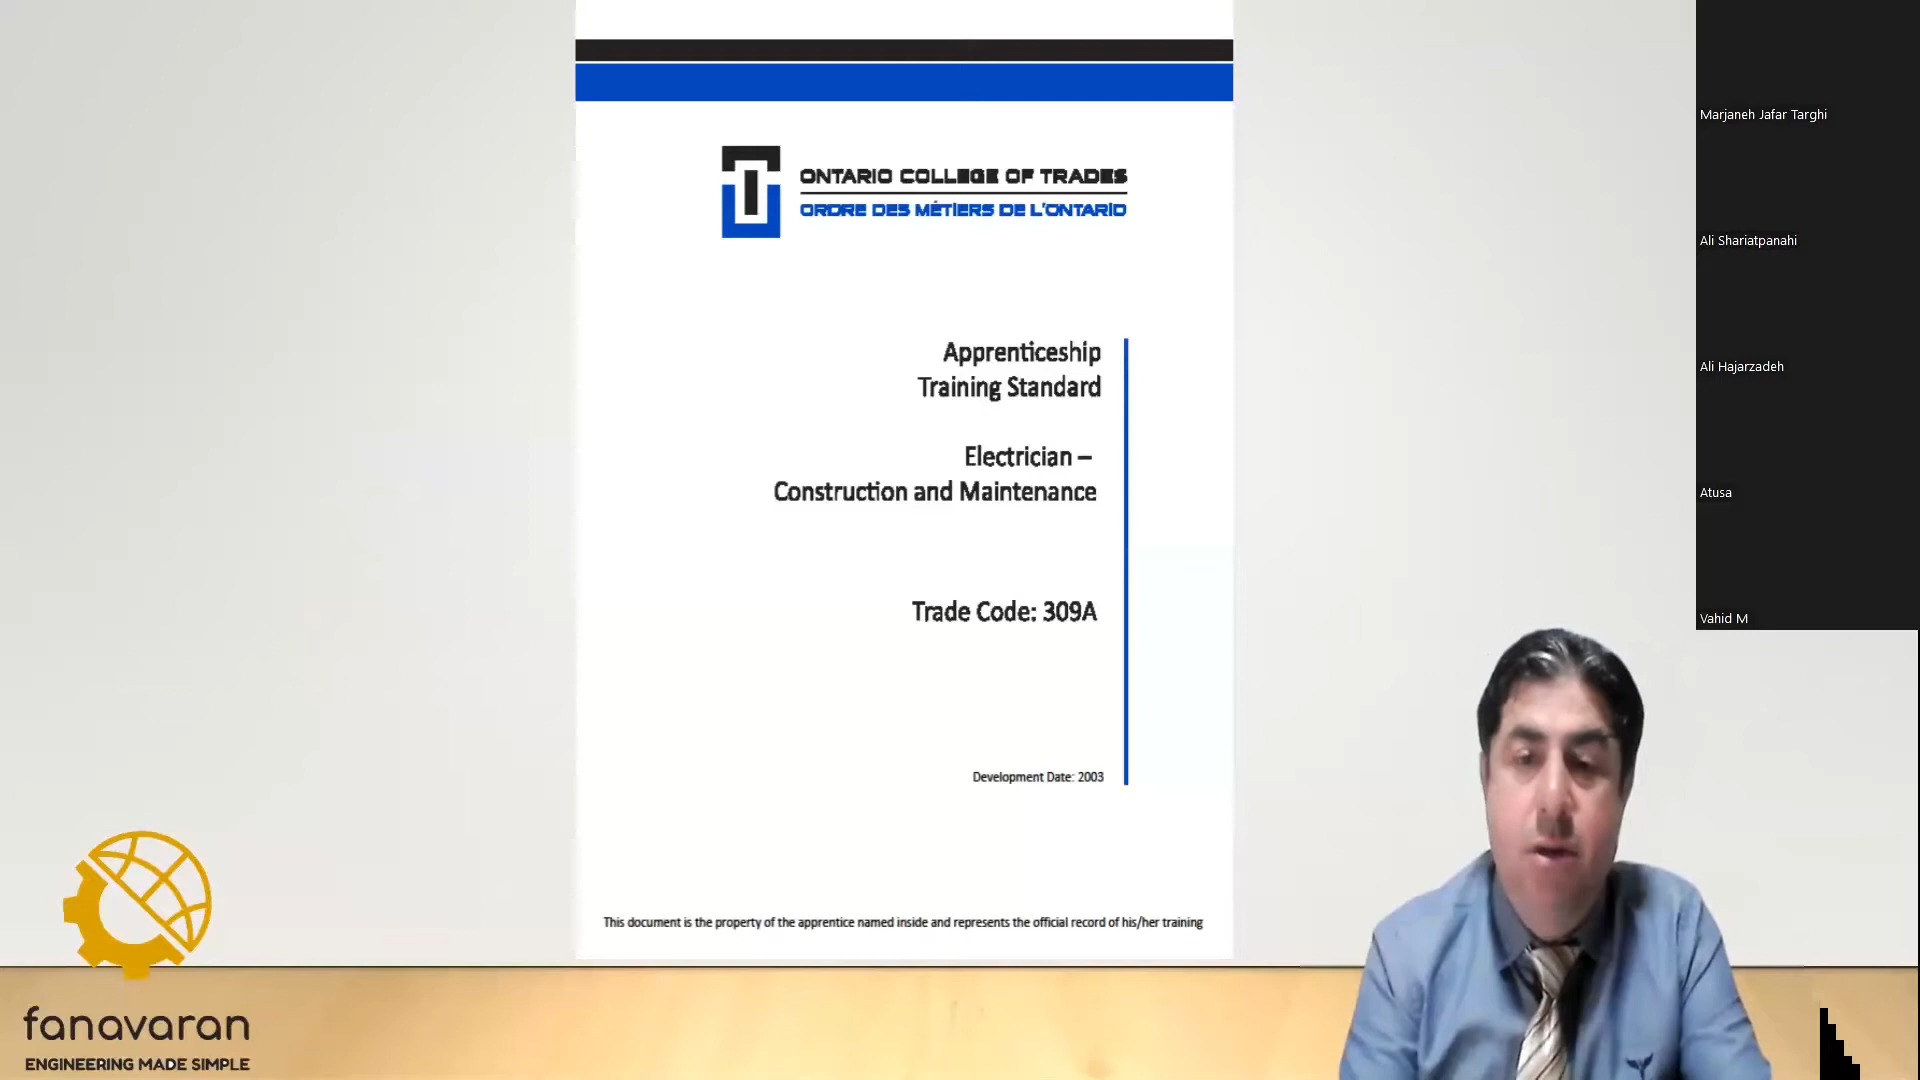 ONTARIO COLLEGE OF TRADES
ORDRE DES MÉTIERS DE L'ONTARIO
Apprenticeship
Training Standard
Electrician –
Construction and Maintenance
Trade Code: 309A
Development Date: 2003
This document is the property of the apprentice named inside and represents the official record of his/her training
fanavaran
ENGINEERING MADE SIMPLE
Marjaneh Jafar Targhi
Ali Shariatpanahi
Ali Hajarzadeh
Atusa
Vahid M